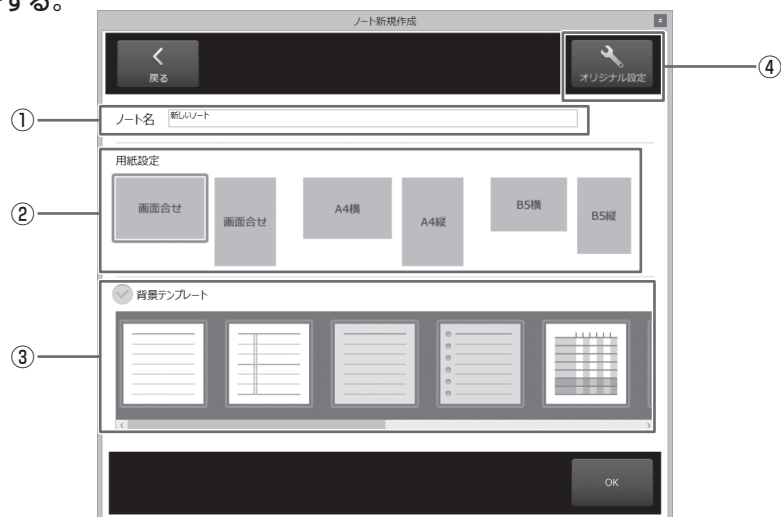 する。
ノート新規作成
x
戻る
オリジナル設定
④
①
ノート名
新しいノート
用紙設定
②
画面合せ
画面合せ
A4横
A4縦
B5横
B5縦
背景テンプレート
③
OK